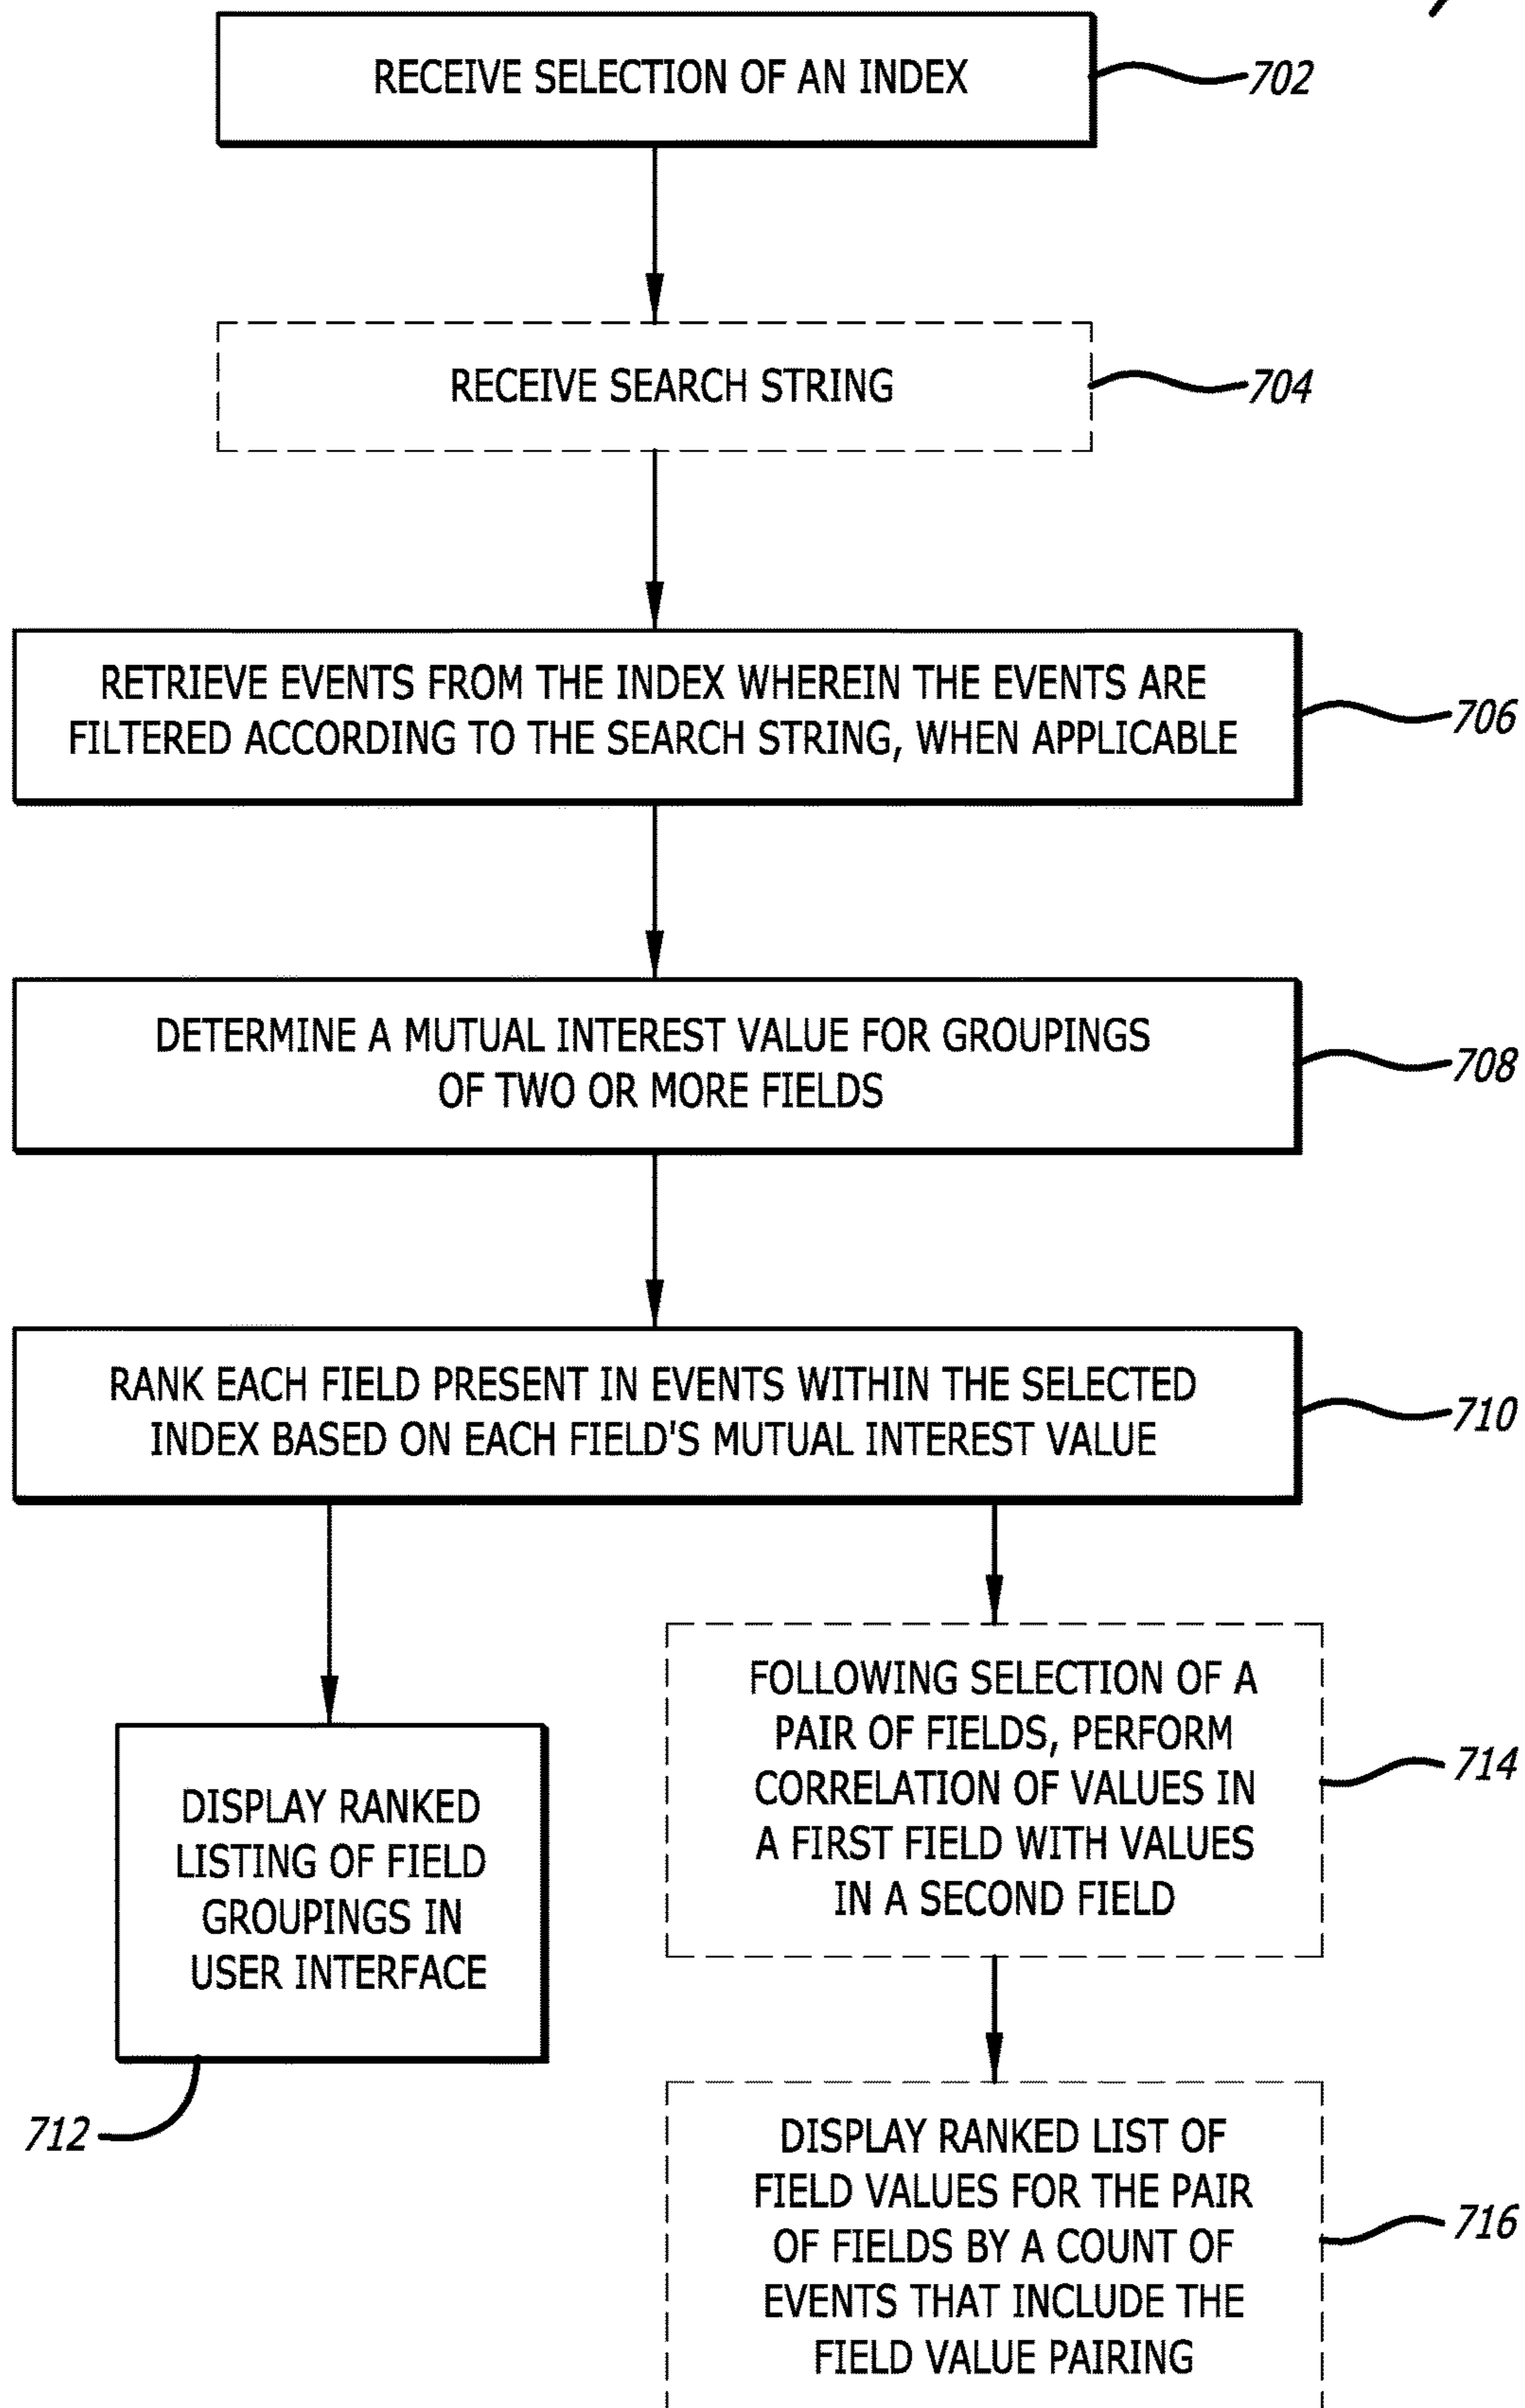 RECEIVE SELECTION OF AN INDEX
702
RECEIVE SEARCH STRING
704
RETRIEVE EVENTS FROM THE INDEX WHEREIN THE EVENTS ARE
FILTERED ACCORDING TO THE SEARCH STRING, WHEN APPLICABLE
706
DETERMINE A MUTUAL INTEREST VALUE FOR GROUPINGS
OF TWO OR MORE FIELDS
708
RANK EACH FIELD PRESENT IN EVENTS WITHIN THE SELECTED
INDEX BASED ON EACH FIELD'S MUTUAL INTEREST VALUE
710
DISPLAY RANKED
LISTING OF FIELD
GROUPINGS IN
USER INTERFACE
712
FOLLOWING SELECTION OF A
PAIR OF FIELDS, PERFORM
CORRELATION OF VALUES IN
A FIRST FIELD WITH VALUES
IN A SECOND FIELD
714
DISPLAY RANKED LIST OF
FIELD VALUES FOR THE PAIR
OF FIELDS BY A COUNT OF
EVENTS THAT INCLUDE THE
FIELD VALUE PAIRING
716